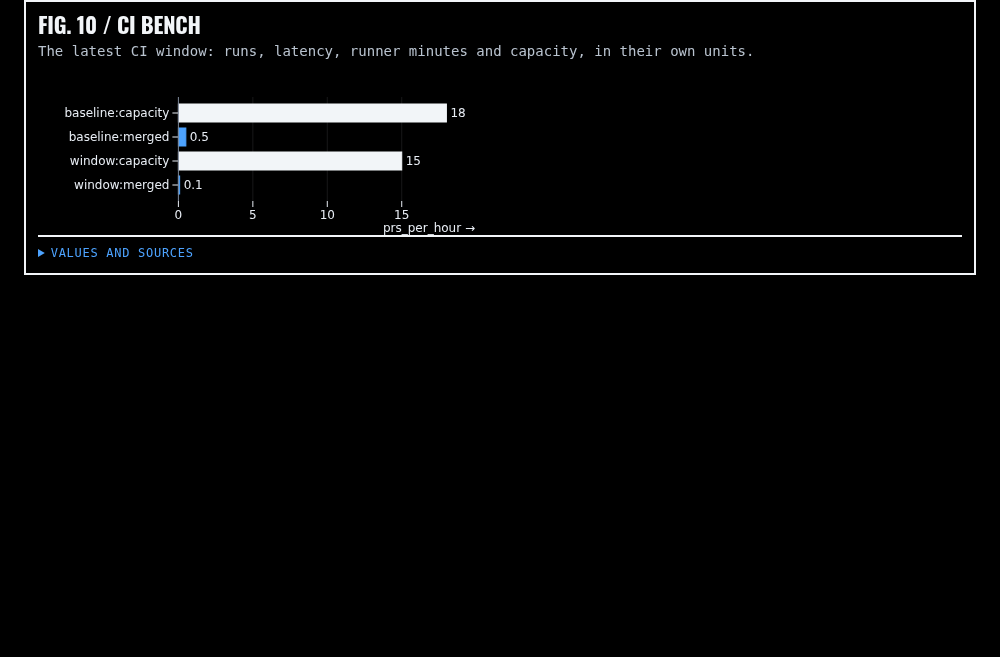 FIG. 10 / CI BENCH
The latest CI window: runs, latency, runner minutes and capacity, in their own units.
baseline:capacity 18
baseline:merged 0.5
window:capacity 15
window:merged 0.1
0 5 10 15
prs_per_hour →
▶ VALUES AND SOURCES